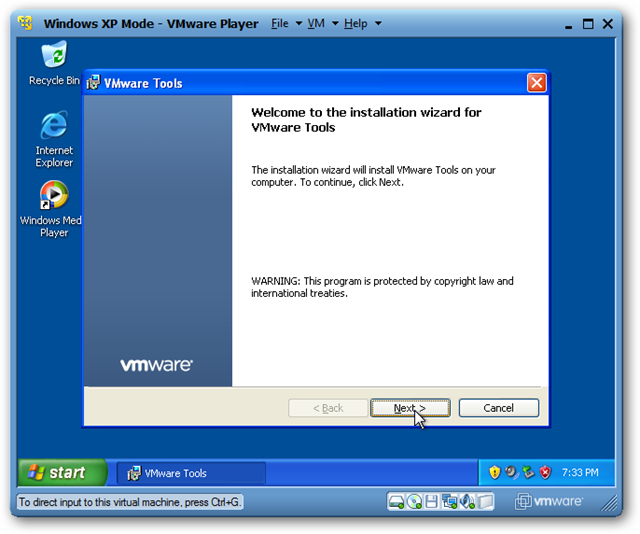 Windows XP Mode - VMware Player File VM Help
Recycle Bin
Internet
Explorer
Windows Med
Player
VMware Tools
Welcome to the installation wizard for
VMware Tools
The installation wizard will install VMware Tools on your
computer. To continue, click Next.
WARNING: This program is protected by copyright law and
international treaties.
vmware
< Back Next > Cancel
start VMware Tools 7:33 PM
To direct input to this virtual machine, press Ctrl+G. vmware